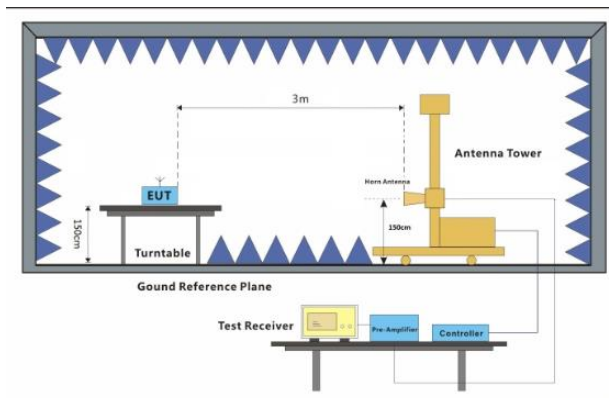 3m
Antenna Tower
Horn Antenna
EUT
150cm
150cm
Turntable
Gound Reference Plane
Test Receiver
Pre-Amplifier
Controller